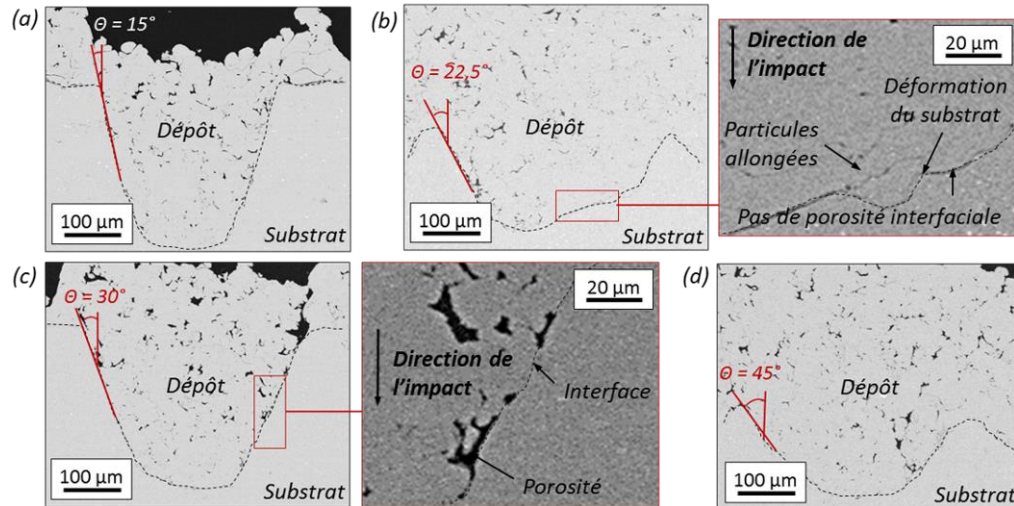 (a)
Θ = 15°
Dépôt
100 µm
Substrat
(b)
Θ = 22,5°
Dépôt
100 µm
Substrat
Direction de
l'impact
20 µm
Déformation
du substrat
Particules
allongées
Pas de porosité interfaciale
(c)
Θ = 30°
Dépôt
100 µm
Substrat
20 µm
Direction de
l'impact
Interface
Porosité
(d)
Θ = 45°
Dépôt
100 µm
Substrat